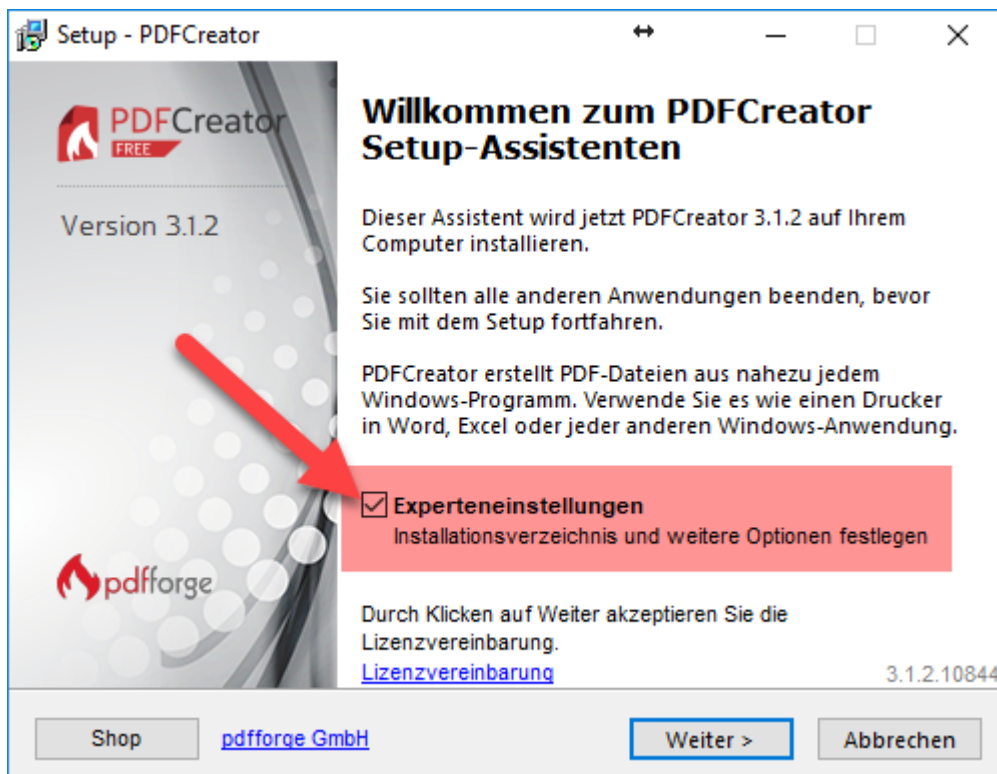 Setup - PDFCreator
PDFCreator
FREE
Version 3.1.2
Willkommen zum PDFCreator
Setup-Assistenten
Dieser Assistent wird jetzt PDFCreator 3.1.2 auf Ihrem
Computer installieren.
Sie sollten alle anderen Anwendungen beenden, bevor
Sie mit dem Setup fortfahren.
PDFCreator erstellt PDF-Dateien aus nahezu jedem
Windows-Programm. Verwende Sie es wie einen Drucker
in Word, Excel oder jeder anderen Windows-Anwendung.
Experteneinstellungen
Installationsverzeichnis und weitere Optionen festlegen
pdfforge
Durch Klicken auf Weiter akzeptieren Sie die
Lizenzvereinbarung.
Lizenzvereinbarung
3.1.2.10844
Shop
pdfforge GmbH
Weiter >
Abbrechen